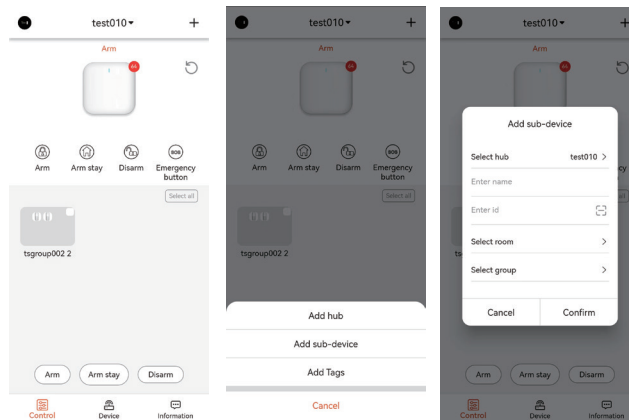 test010
+
Arm
65
Arm
Arm stay
Disarm
Emergency
button
SOS
Select all
tsgroup002 2
Arm
Arm stay
Disarm
Control
Device
Information
test010
+
Arm
65
Arm
Arm stay
Disarm
Emergency
button
SOS
Select all
tsgroup002 2
Add hub
Add sub-device
Add Tags
Cancel
test010
+
Arm
Add sub-device
Select hub
test010 >
Enter name
Enter id
Select room >
Select group >
Cancel
Confirm
Arm
Arm stay
Disarm
Control
Device
Information